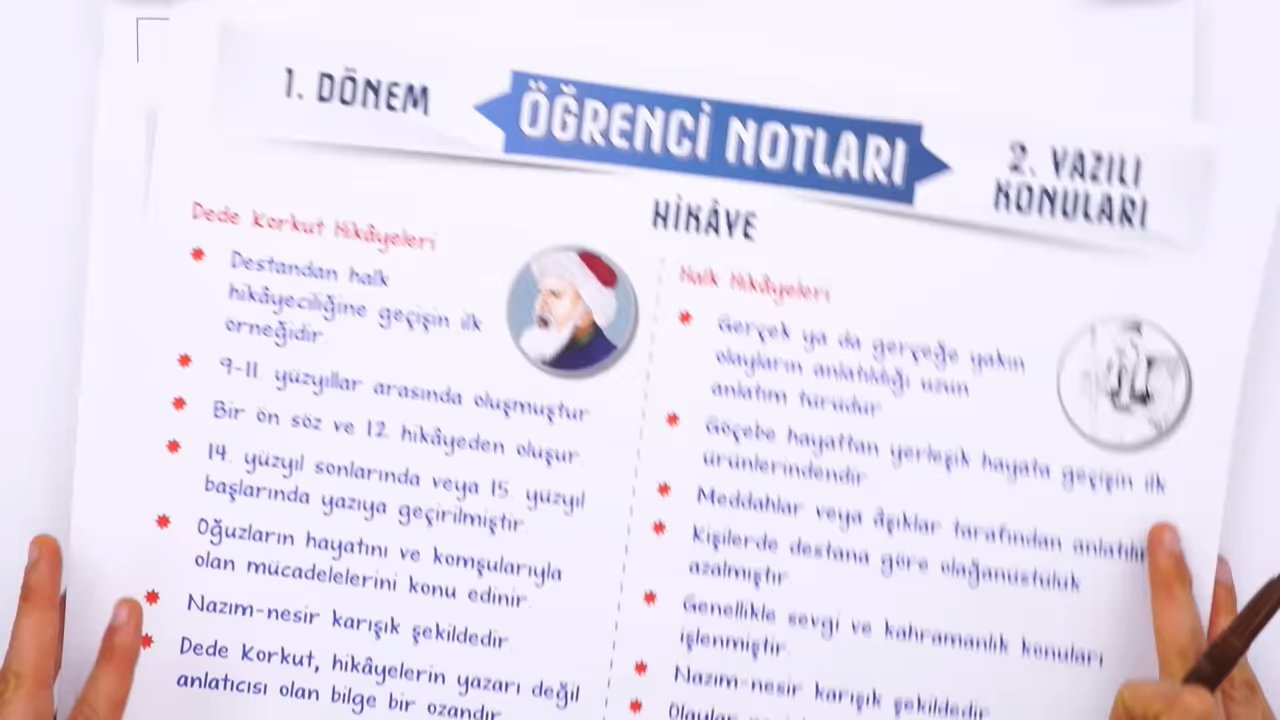 1. DÖNEM
ÖĞRENCİ NOTLARI
2. YAZILI
KONULARI
HİKÂYE
Dede Korkut Hikâyeleri
Destandan halk
hikâyeciliğine geçişin ilk
örneğidir.
9-11. yüzyıllar arasında oluşmuştur
Bir ön söz ve 12 hikâyeden oluşur.
14. yüzyıl sonlarında veya 15. yüzyıl
başlarında yazıya geçirilmiştir.
Oğuzların hayatını ve komşularıyla
olan mücadelelerini konu edinir.
Nazım-nesir karışık şekildedir.
Dede Korkut, hikâyelerin yazarı değil
anlatıcısı olan bilge bir ozandır.
Halk Hikâyeleri
Gerçek ya da gerçeğe yakın
olayların anlatıldığı uzun
anlatım türüdür
Göçebe hayattan yerleşik hayata geçişin ilk
ürünlerindendir
Meddahlar veya âşıklar tarafından
Kişilerde destana göre olağanüstülük
azalmıştır
Genellikle sevgi ve kahramanlık konuları
işlenmiştir.
Nazım-nesir karışık şekildedir
Olaylar